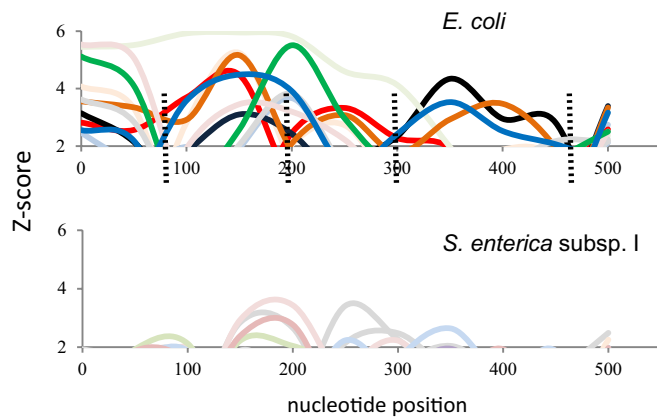 E. coli
6
4
2
0 100 200 300 400 500
Z-score
S. enterica subsp. I
6
4
2
0 100 200 300 400 500
nucleotide position